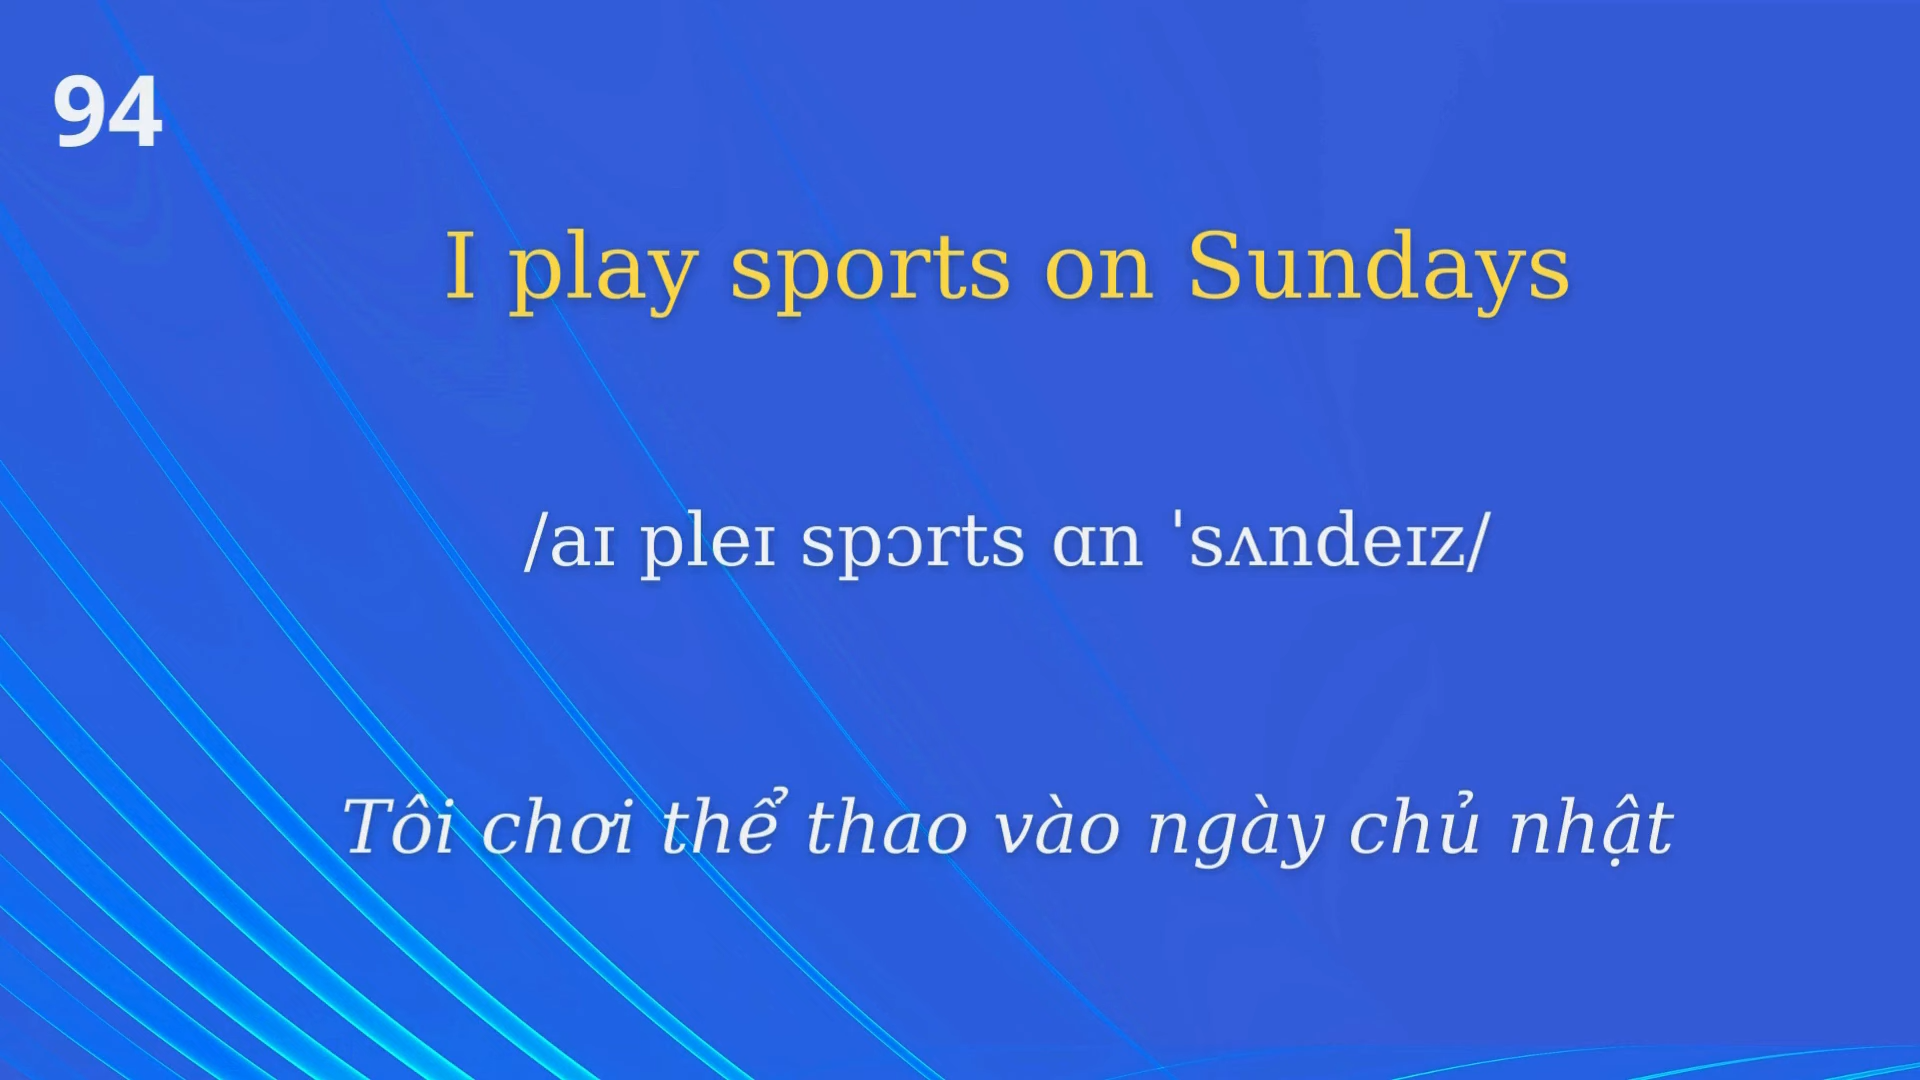 94
I play sports on Sundays
/aɪ pleɪ spɔrts ɑn ˈsʌndeɪz/
Tôi chơi thể thao vào ngày chủ nhật